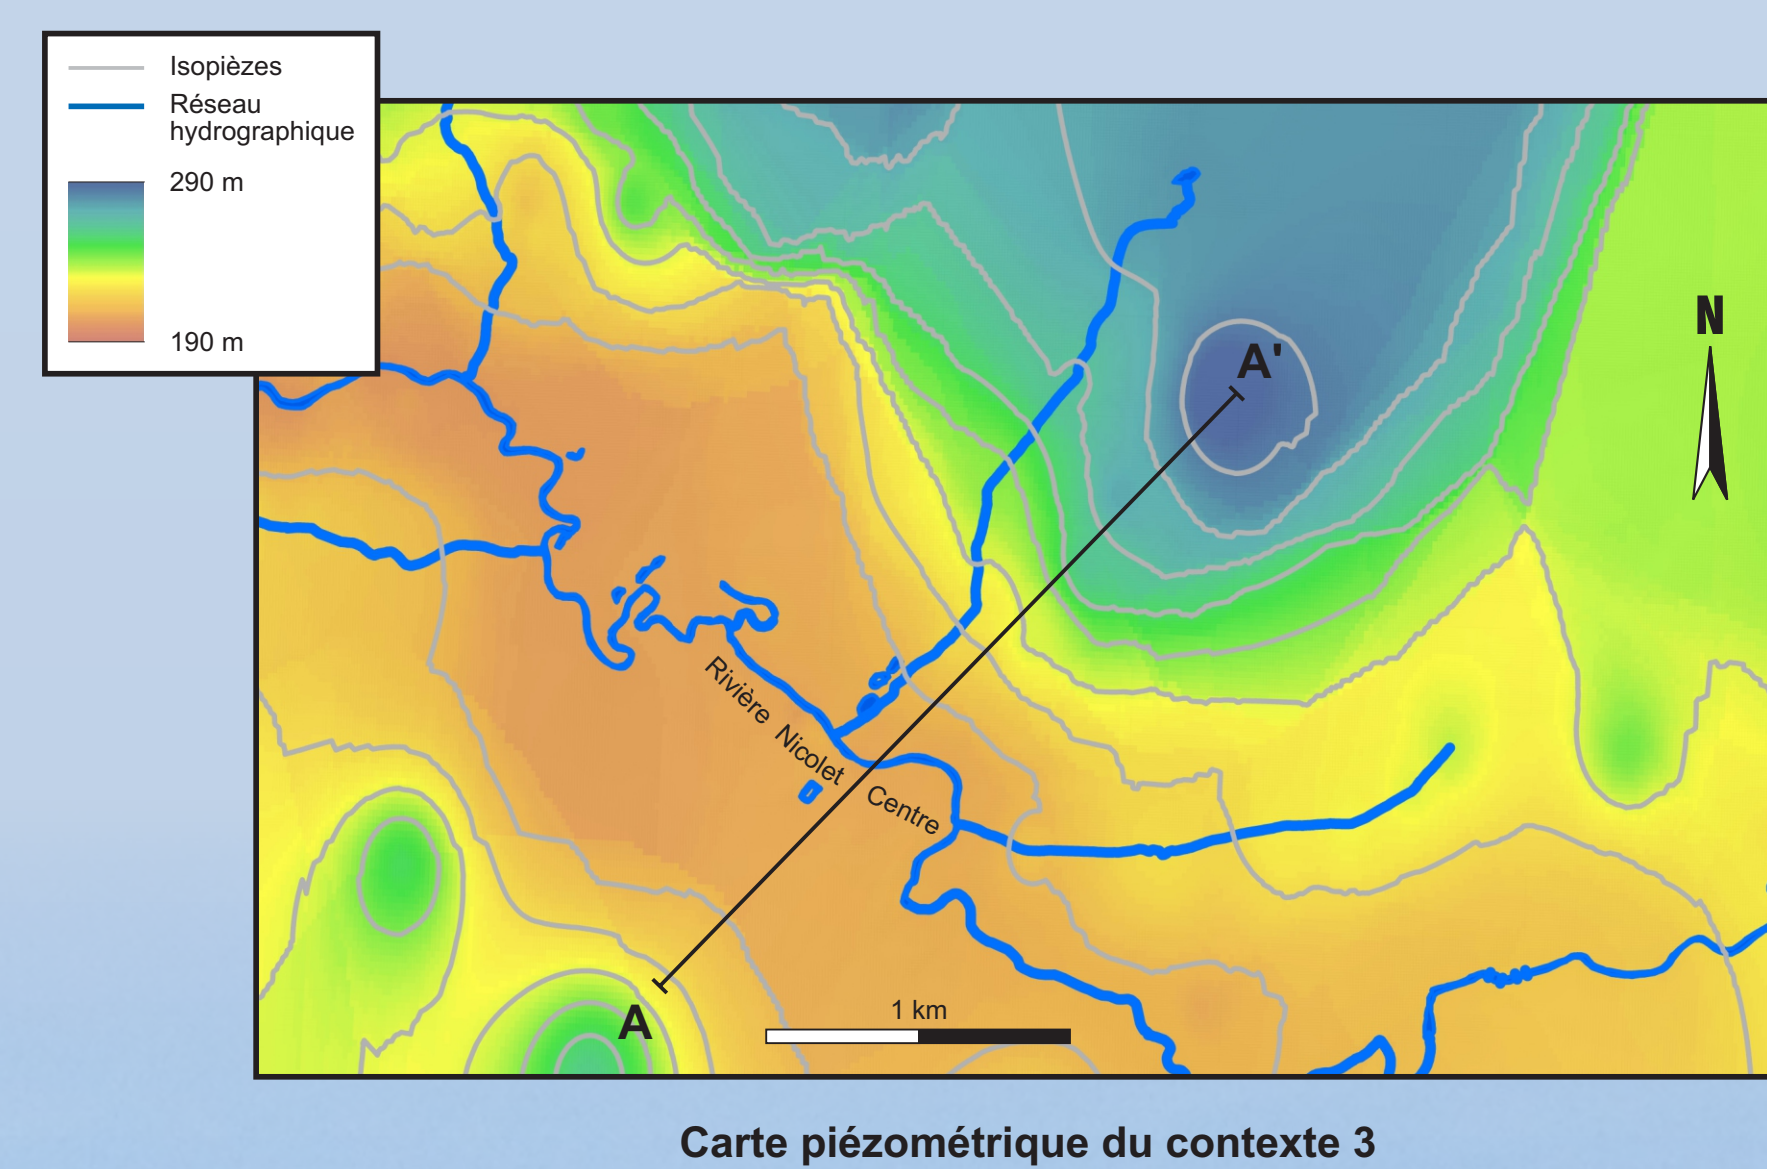 Isopièzes
Réseau
hydrographique
290 m
190 m
N
A'
Rivière Nicolet Centre
A
1 km
Carte piézométrique du contexte 3